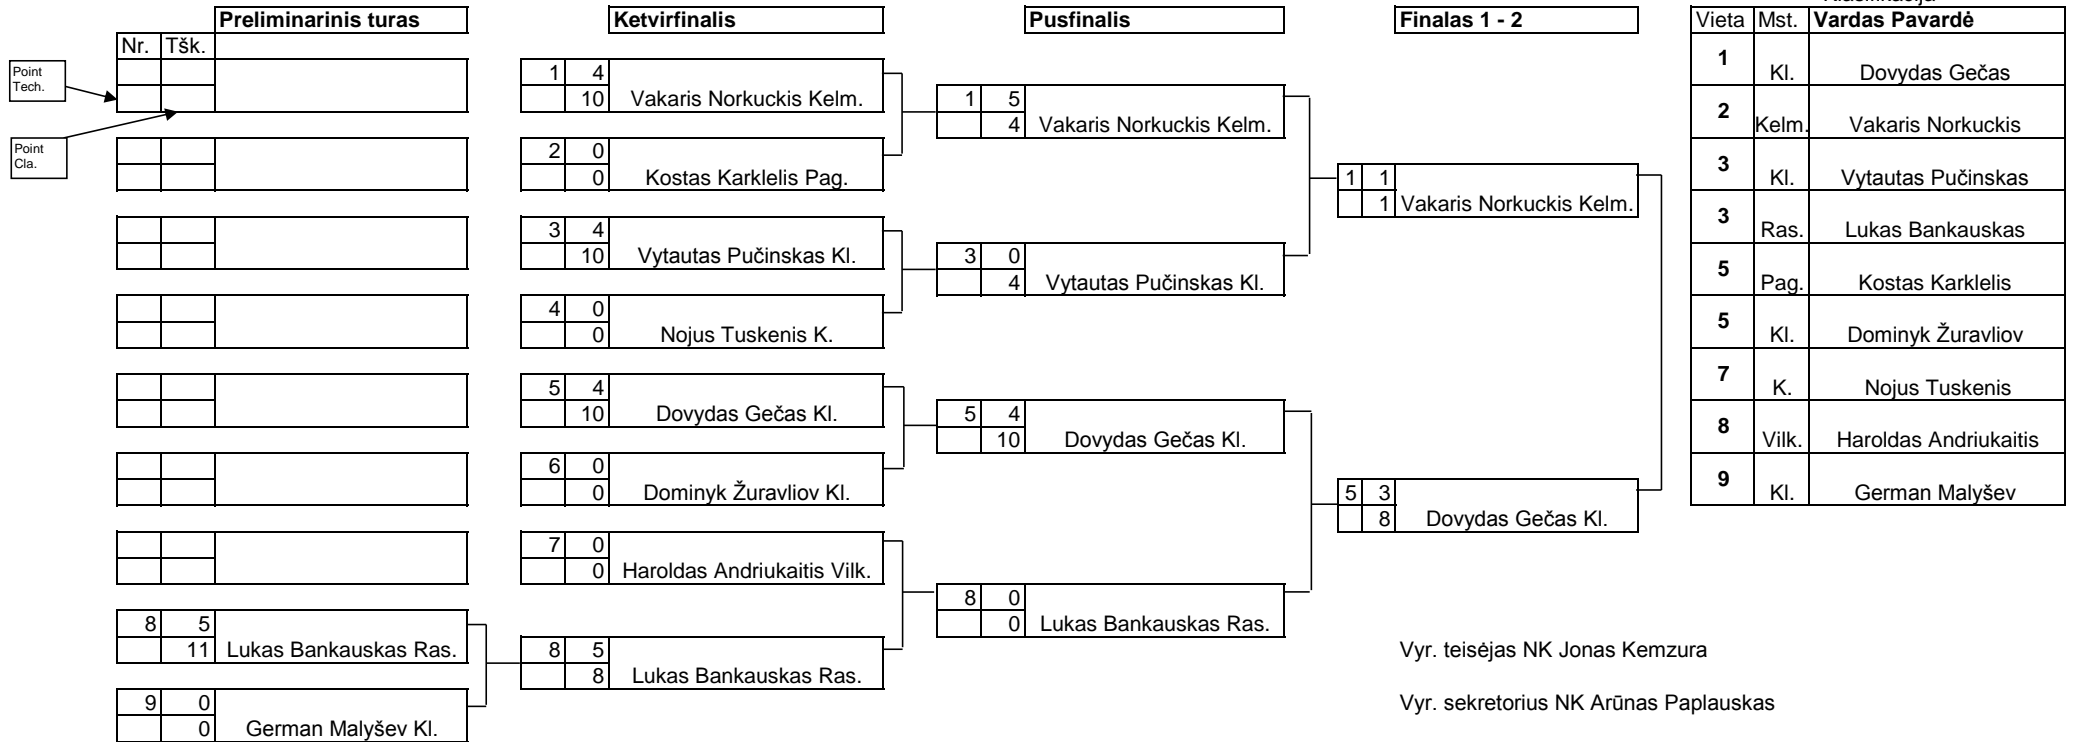 Klasifikacija
Preliminarinis turas Ketvirfinalis Pusfinalis Finalas 1 - 2 Vieta Mst. Vardas Pavardė
Nr. Tšk.
Point
Tech.
Point
Cla.
8 5
11 Lukas Bankauskas Ras.
9 0
0 German Malyšev Kl.
1 4
10 Vakaris Norkuckis Kelm.
2 0
0 Kostas Karklelis Pag.
3 4
10 Vytautas Pučinskas Kl.
4 0
0 Nojus Tuskenis K.
5 4
10 Dovydas Gečas Kl.
6 0
0 Dominyk Žuravliov Kl.
7 0
0 Haroldas Andriukaitis Vilk.
8 5
8 Lukas Bankauskas Ras.
1 5
4 Vakaris Norkuckis Kelm.
3 0
4 Vytautas Pučinskas Kl.
5 4
10 Dovydas Gečas Kl.
8 0
0 Lukas Bankauskas Ras.
1 1
1 Vakaris Norkuckis Kelm.
5 3
8 Dovydas Gečas Kl.
1 Kl. Dovydas Gečas
2 Kelm. Vakaris Norkuckis
3 Kl. Vytautas Pučinskas
3 Ras. Lukas Bankauskas
5 Pag. Kostas Karklelis
5 Kl. Dominyk Žuravliov
7 K. Nojus Tuskenis
8 Vilk. Haroldas Andriukaitis
9 Kl. German Malyšev
Vyr. teisėjas NK Jonas Kemzura
Vyr. sekretorius NK Arūnas Paplauskas